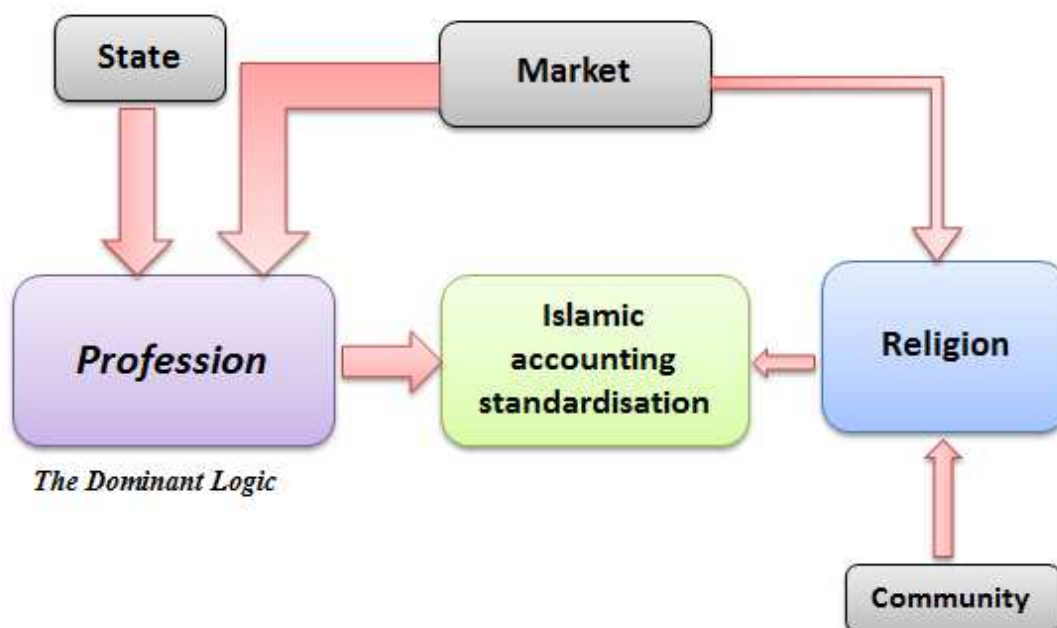 State
Market
Profession
Islamic
accounting
standardisation
Religion
The Dominant Logic
Community